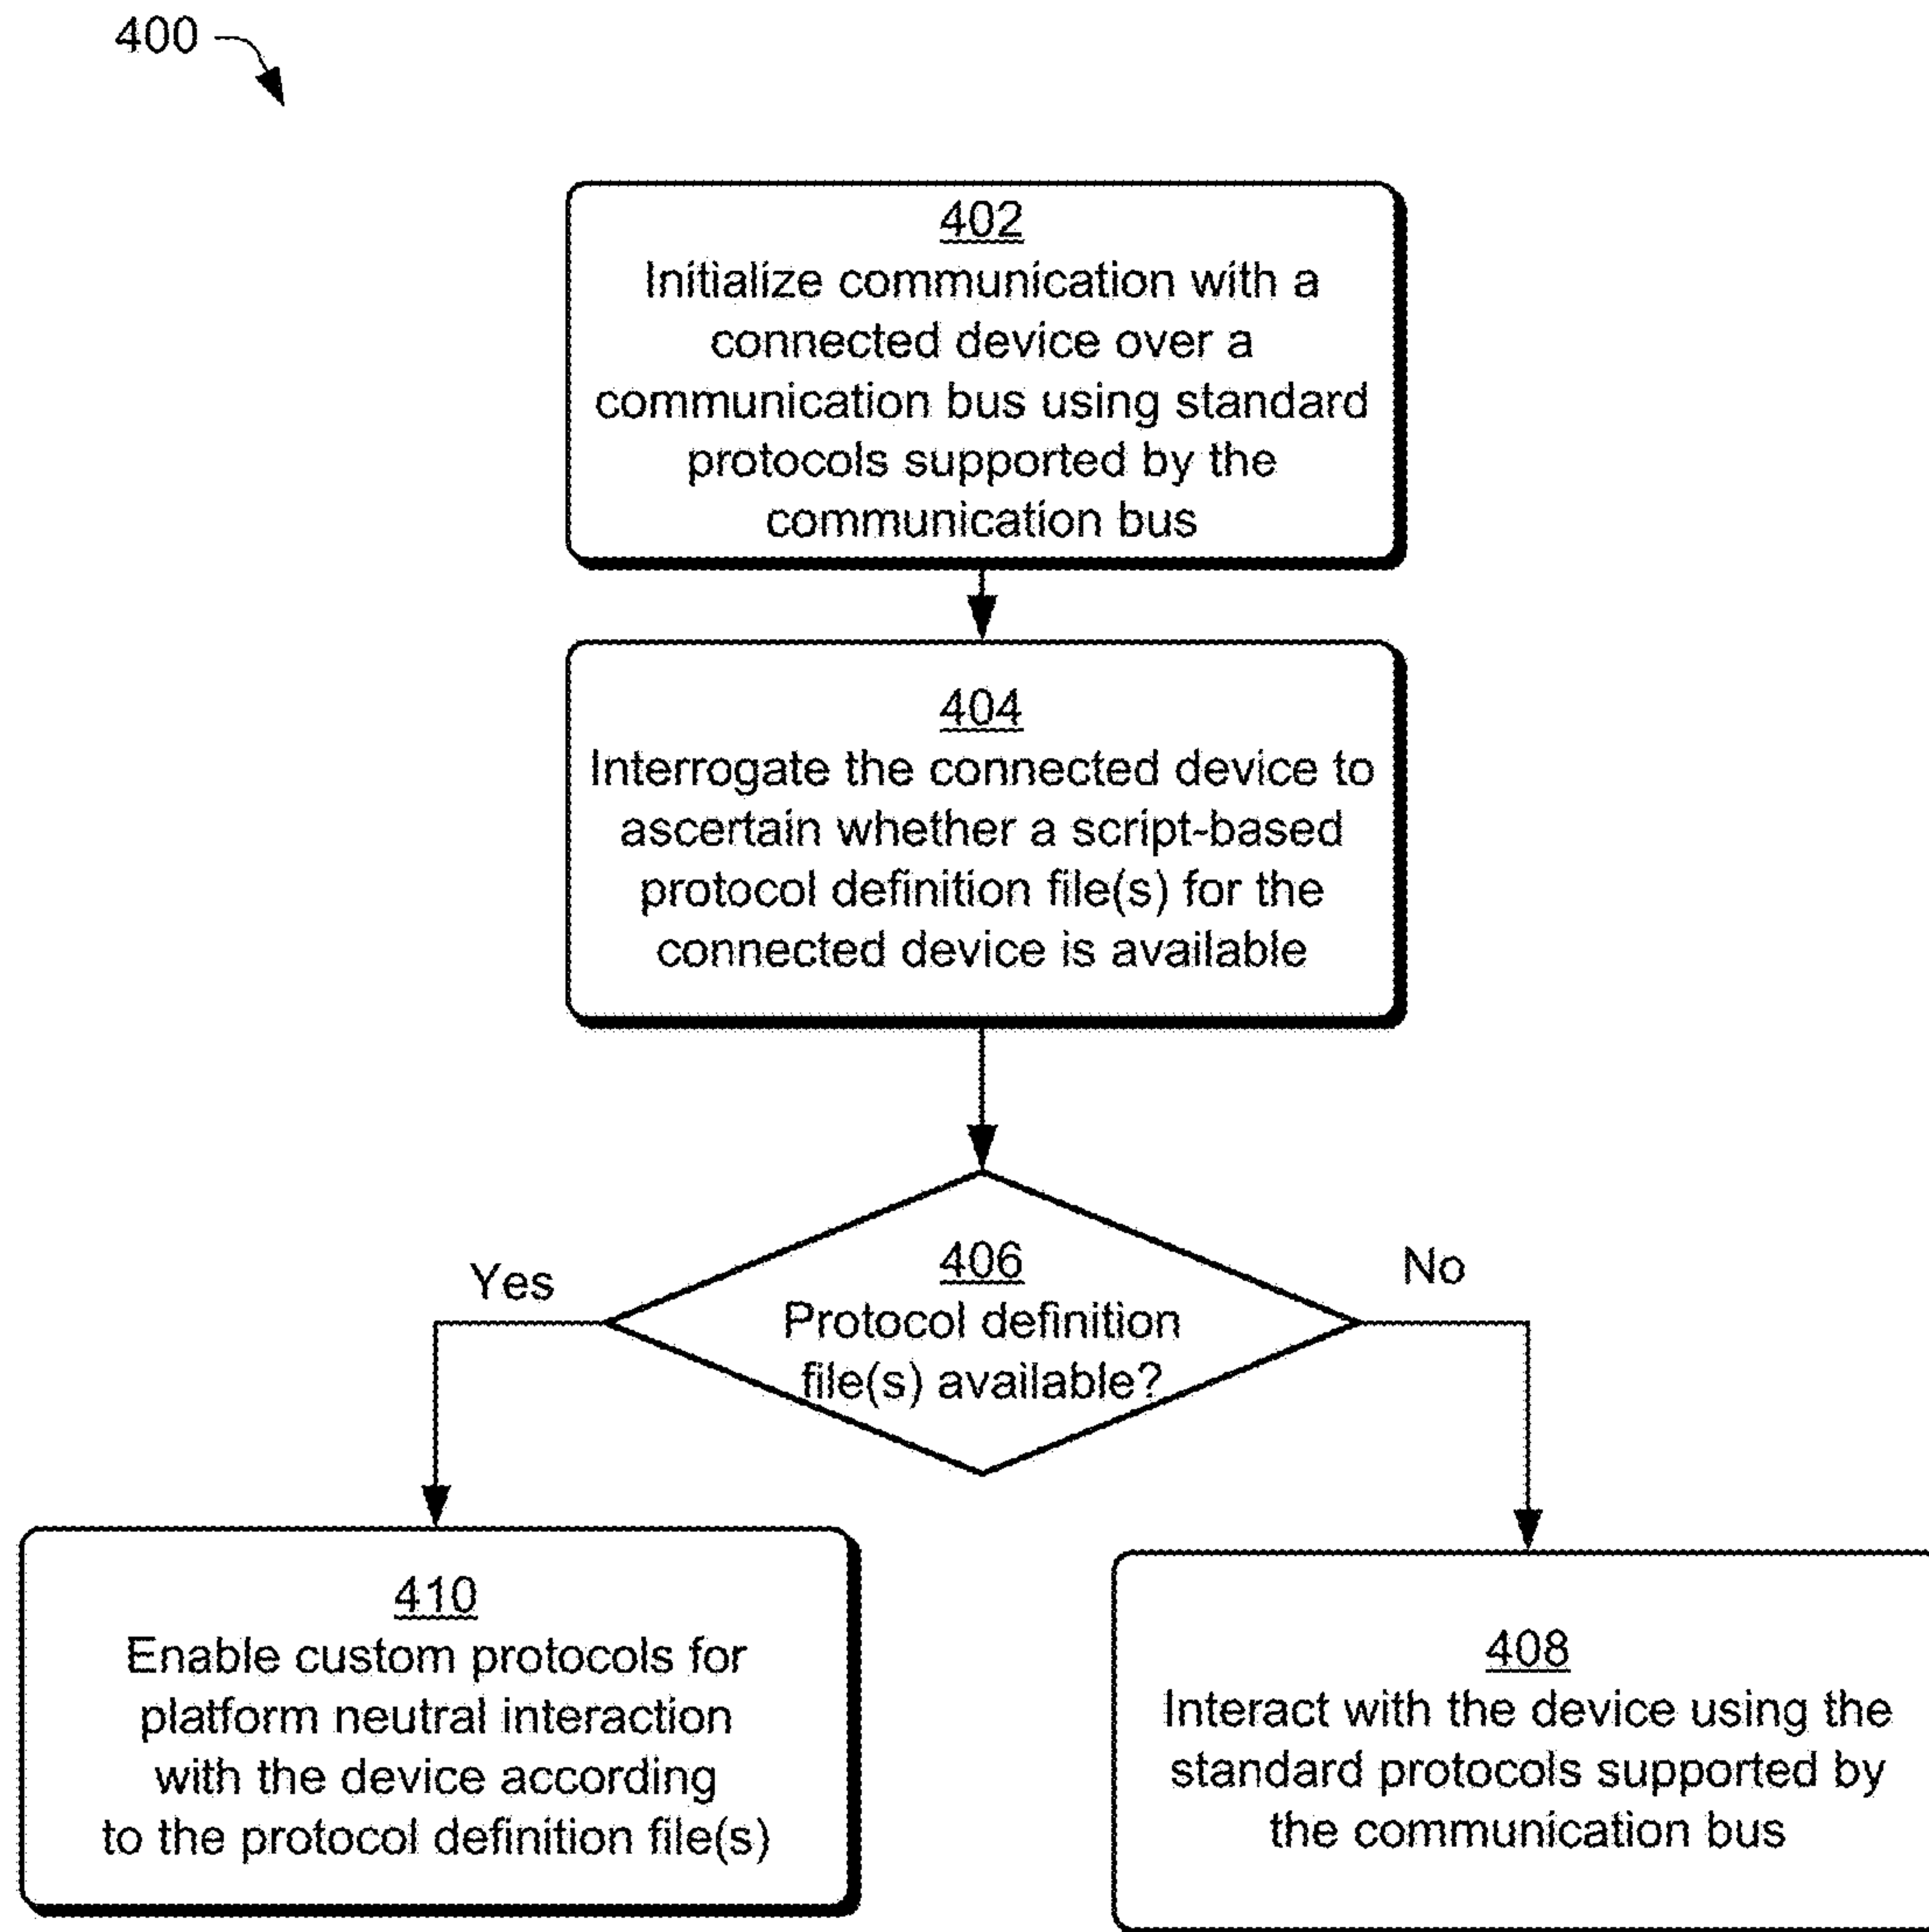 400
402
Initialize communication with a
connected device over a
communication bus using standard
protocols supported by the
communication bus
404
Interrogate the connected device to
ascertain whether a script-based
protocol definition file(s) for the
connected device is available
406
Protocol definition
file(s) available?
Yes
No
410
Enable custom protocols for
platform neutral interaction
with the device according
to the protocol definition file(s)
408
Interact with the device using the
standard protocols supported by
the communication bus